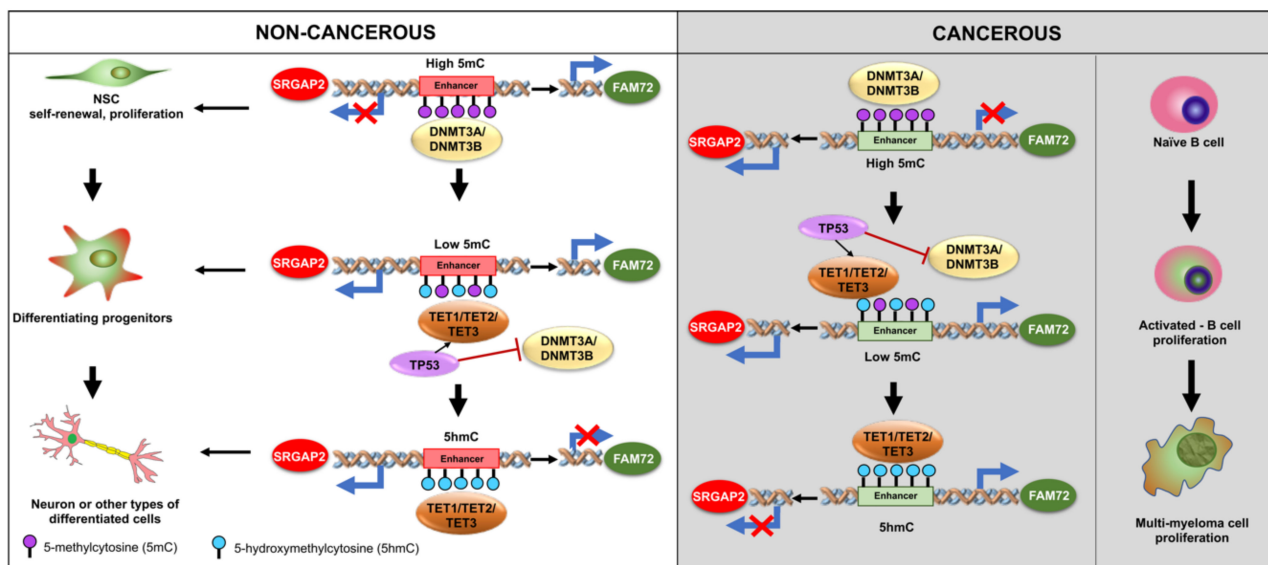 NON-CANCEROUS
CANCEROUS
NSC
self-renewal, proliferation
SRGAP2
High 5mC
Enhancer
FAM72
DNMT3A/
DNMT3B
Differentiating progenitors
SRGAP2
Low 5mC
Enhancer
FAM72
TET1/TET2/
TET3
TP53
DNMT3A/
DNMT3B
Neuron or other types of
differentiated cells
SRGAP2
5hmC
Enhancer
FAM72
TET1/TET2/
TET3
5-methylcytosine (5mC)
5-hydroxymethylcytosine (5hmC)
DNMT3A/
DNMT3B
SRGAP2
Enhancer
FAM72
High 5mC
TP53
DNMT3A/
DNMT3B
TET1/TET2/
TET3
SRGAP2
Enhancer
FAM72
Low 5mC
TET1/TET2/
TET3
SRGAP2
Enhancer
FAM72
5hmC
Naïve B cell
Activated - B cell
proliferation
Multi-myeloma cell
proliferation